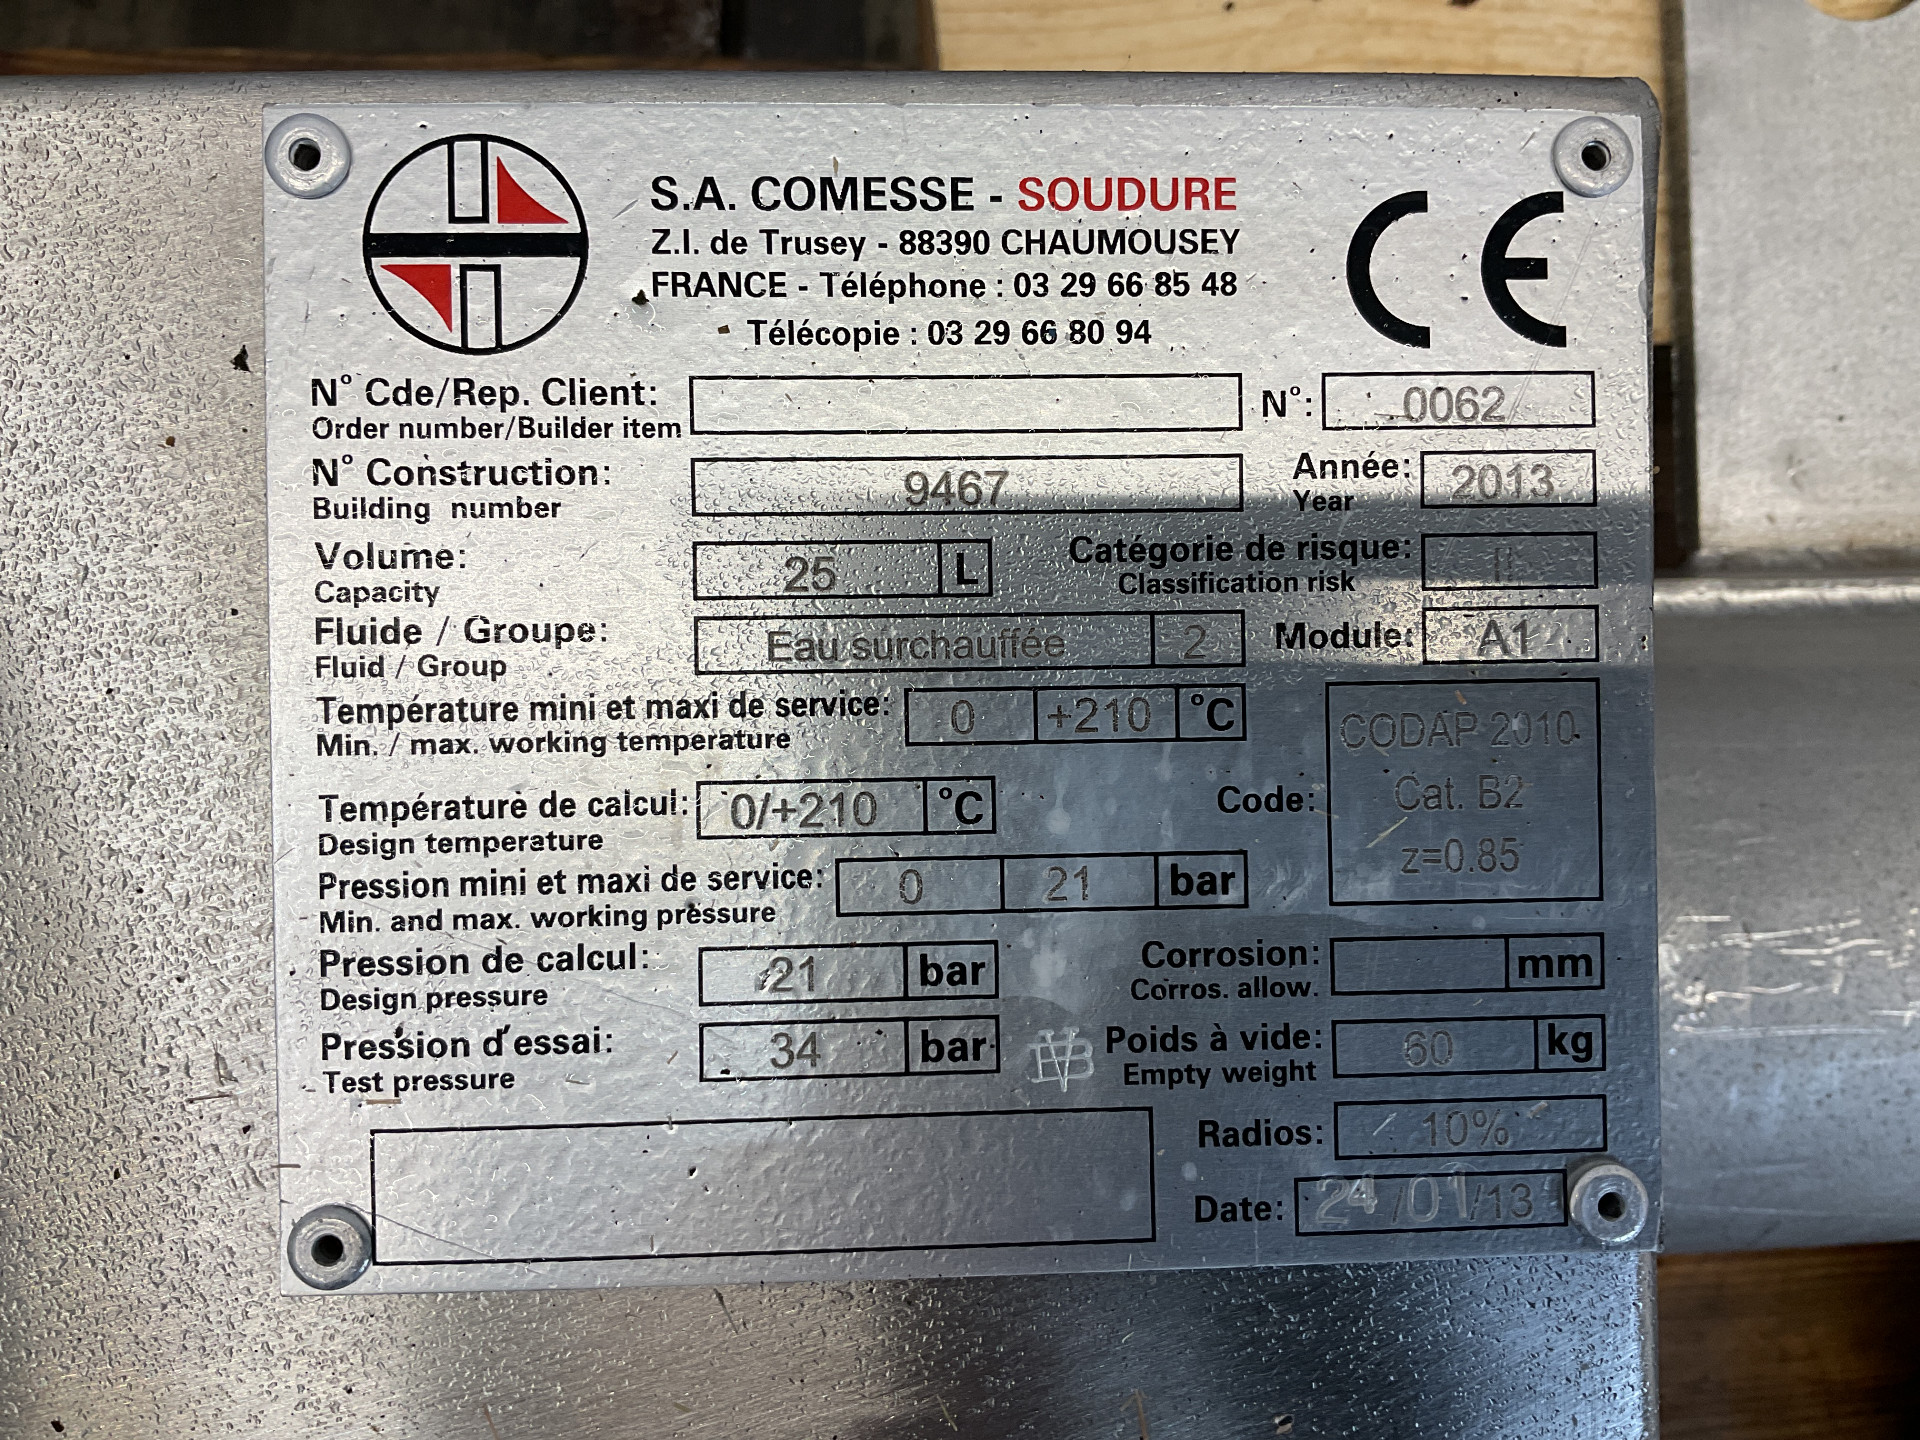 S.A. COMESSE - SOUDURE
Z.I. de Trusey - 88390 CHAUMOUSEY
FRANCE - Téléphone : 03 29 66 85 48
Télécopie : 03 29 66 80 94
CE
N° Cde/Rep. Client: N°: 0062
Order number/Builder item
N° Construction: 9467 Année: 2013
Building number Year
Volume: 25 L Catégorie de risque: II
Capacity Classification risk
Fluide / Groupe: Eau surchauffée 2 Module: A1
Fluid / Group
Température mini et maxi de service: 0 +210 °C
Min. / max. working temperature
CODAP 2010
Température de calcul: 0/+210 °C Code: Cat. B2
Design temperature
z=0.85
Pression mini et maxi de service: 0 21 bar
Min. and max. working pressure
Pression de calcul: 21 bar Corrosion: mm
Design pressure Corros. allow.
Pression d'essai: 34 bar Poids à vide: 60 kg
Test pressure Empty weight
Radios: 10%
Date: 24/01/13